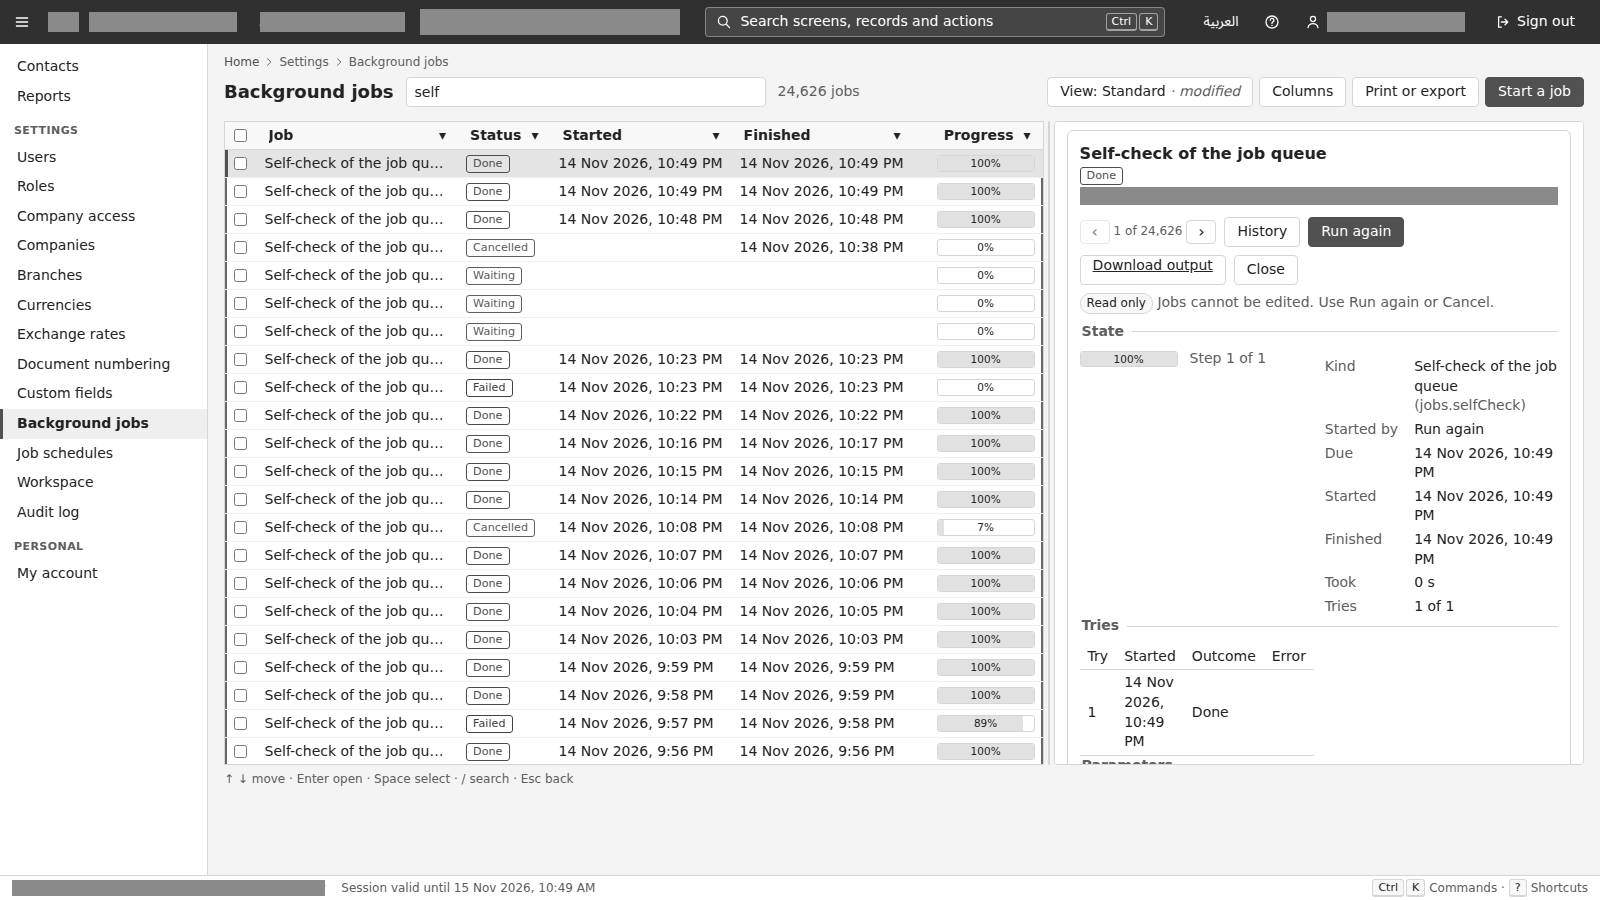 Search screens, records and actions Ctrl K العربية Sign out
Contacts
Reports
SETTINGS
Users
Roles
Company access
Companies
Branches
Currencies
Exchange rates
Document numbering
Custom fields
Background jobs
Job schedules
Workspace
Audit log
PERSONAL
My account
Home > Settings > Background jobs
Background jobs self 24,626 jobs View: Standard · modified Columns Print or export Start a job
Job ▼ Status ▼ Started ▼ Finished ▼ Progress ▼
Self-check of the job qu… Done 14 Nov 2026, 10:49 PM 14 Nov 2026, 10:49 PM 100%
Self-check of the job qu… Done 14 Nov 2026, 10:49 PM 14 Nov 2026, 10:49 PM 100%
Self-check of the job qu… Done 14 Nov 2026, 10:48 PM 14 Nov 2026, 10:48 PM 100%
Self-check of the job qu… Cancelled 14 Nov 2026, 10:38 PM 0%
Self-check of the job qu… Waiting 0%
Self-check of the job qu… Waiting 0%
Self-check of the job qu… Waiting 0%
Self-check of the job qu… Done 14 Nov 2026, 10:23 PM 14 Nov 2026, 10:23 PM 100%
Self-check of the job qu… Failed 14 Nov 2026, 10:23 PM 14 Nov 2026, 10:23 PM 0%
Self-check of the job qu… Done 14 Nov 2026, 10:22 PM 14 Nov 2026, 10:22 PM 100%
Self-check of the job qu… Done 14 Nov 2026, 10:16 PM 14 Nov 2026, 10:17 PM 100%
Self-check of the job qu… Done 14 Nov 2026, 10:15 PM 14 Nov 2026, 10:15 PM 100%
Self-check of the job qu… Done 14 Nov 2026, 10:14 PM 14 Nov 2026, 10:14 PM 100%
Self-check of the job qu… Cancelled 14 Nov 2026, 10:08 PM 14 Nov 2026, 10:08 PM 7%
Self-check of the job qu… Done 14 Nov 2026, 10:07 PM 14 Nov 2026, 10:07 PM 100%
Self-check of the job qu… Done 14 Nov 2026, 10:06 PM 14 Nov 2026, 10:06 PM 100%
Self-check of the job qu… Done 14 Nov 2026, 10:04 PM 14 Nov 2026, 10:05 PM 100%
Self-check of the job qu… Done 14 Nov 2026, 10:03 PM 14 Nov 2026, 10:03 PM 100%
Self-check of the job qu… Done 14 Nov 2026, 9:59 PM 14 Nov 2026, 9:59 PM 100%
Self-check of the job qu… Done 14 Nov 2026, 9:58 PM 14 Nov 2026, 9:59 PM 100%
Self-check of the job qu… Failed 14 Nov 2026, 9:57 PM 14 Nov 2026, 9:58 PM 89%
Self-check of the job qu… Done 14 Nov 2026, 9:56 PM 14 Nov 2026, 9:56 PM 100%
↑ ↓ move · Enter open · Space select · / search · Esc back
Self-check of the job queue
Done
‹ 1 of 24,626 › History Run again
Download output Close
Read only Jobs cannot be edited. Use Run again or Cancel.
State
100% Step 1 of 1
Kind Self-check of the job
queue
(jobs.selfCheck)
Started by Run again
Due 14 Nov 2026, 10:49
PM
Started 14 Nov 2026, 10:49
PM
Finished 14 Nov 2026, 10:49
PM
Took 0 s
Tries 1 of 1
Tries
Try Started Outcome Error
1 14 Nov
2026,
10:49
PM Done
Parameters
Session valid until 15 Nov 2026, 10:49 AM Ctrl K Commands · ? Shortcuts